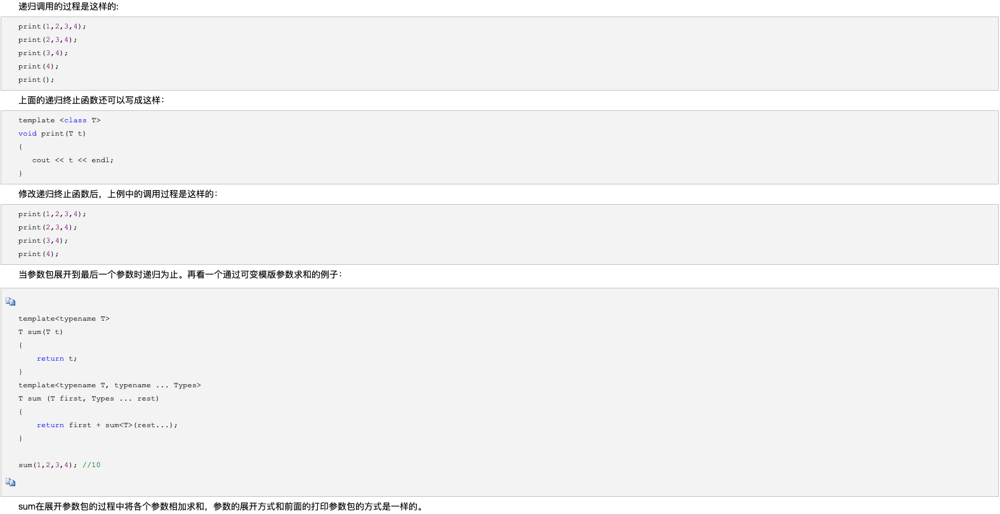 递归调用的过程是这样的:
print(1,2,3,4);
print(2,3,4);
print(3,4);
print(4);
print();
上面的递归终止函数还可以写成这样：
template <class T>
void print(T t)
{
   cout << t << endl;
}
修改递归终止函数后，上例中的调用过程是这样的：
print(1,2,3,4);
print(2,3,4);
print(3,4);
print(4);
当参数包展开到最后一个参数时递归为止。再看一个通过可变模版参数求和的例子：
template<typename T>
T sum(T t)
{
    return t;
}
template<typename T, typename ... Types>
T sum (T first, Types ... rest)
{
    return first + sum<T>(rest...);
}
sum(1,2,3,4); //10
sum在展开参数包的过程中将各个参数相加求和，参数的展开方式和前面的打印参数包的方式是一样的。